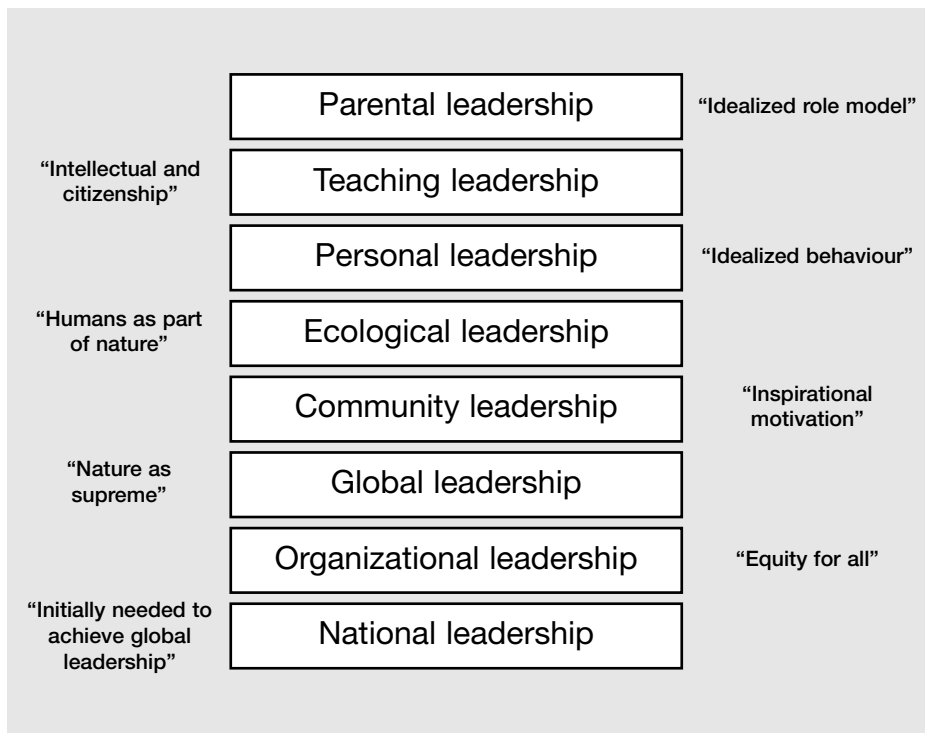 Parental leadership
“Idealized role model”
“Intellectual and
citizenship”
Teaching leadership
Personal leadership
“Idealized behaviour”
“Humans as part
of nature”
Ecological leadership
Community leadership
“Inspirational
motivation”
“Nature as
supreme”
Global leadership
Organizational leadership
“Equity for all”
“Initially needed to
achieve global
leadership”
National leadership